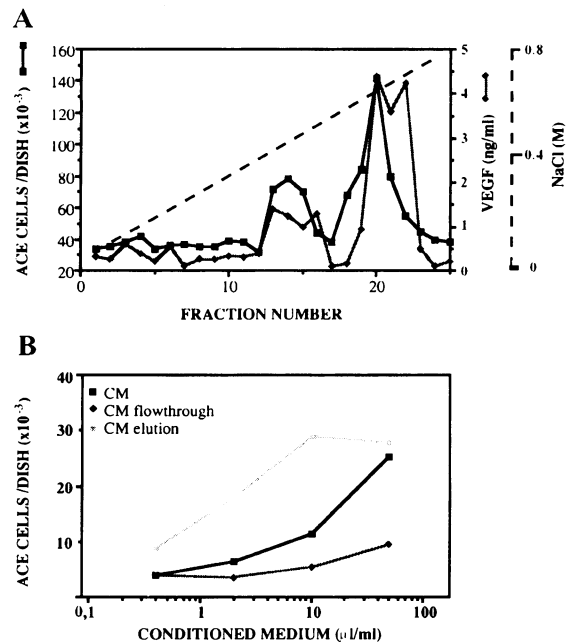 A
ACE CELLS /DISH (x10⁻³)
160
140
120
100
80
60
40
20
5
4
3
2
1
0
VEGF (ng/ml)
0.8
0.4
0
NaCl (M)
0
10
20
FRACTION NUMBER
B
ACE CELLS /DISH (x10⁻³)
40
30
20
10
CM
CM flowthrough
CM elution
0,1
1
10
100
CONDITIONED MEDIUM (µl/ml)